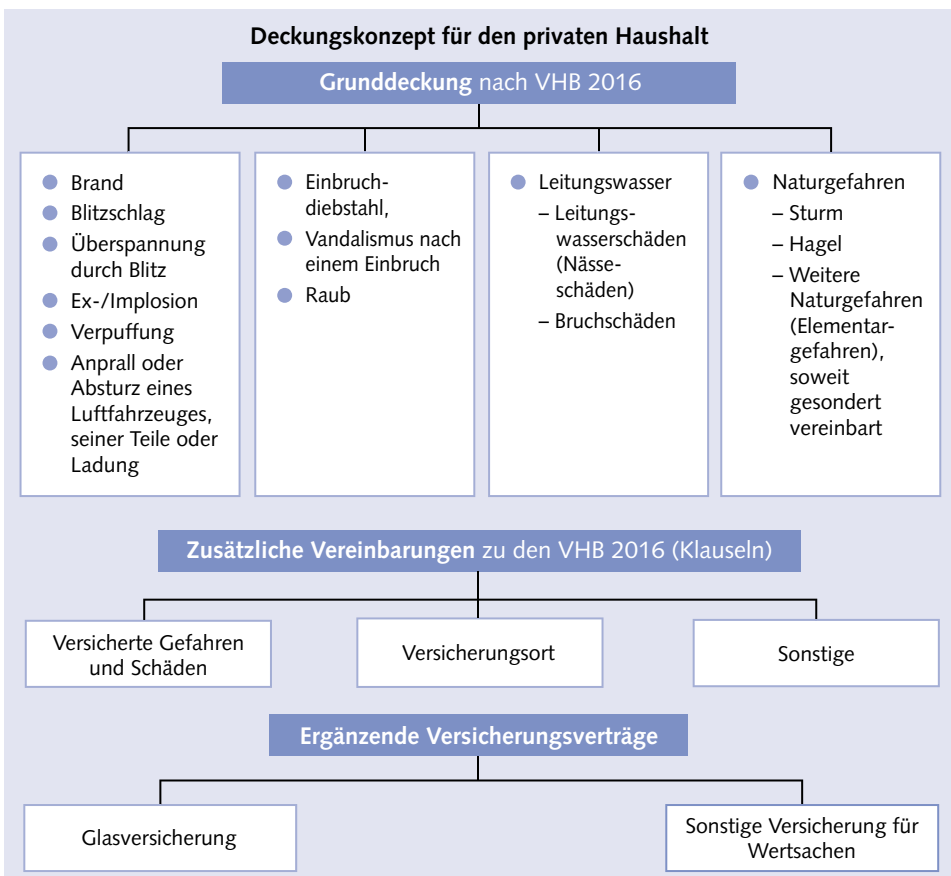 Deckungskonzept für den privaten Haushalt
Grunddeckung nach VHB 2016
Brand
Blitzschlag
Überspannung
durch Blitz
Ex-/Implosion
Verpuffung
Anprall oder
Absturz eines
Luftfahrzeuges,
seiner Teile oder
Ladung
Einbruch-
diebstahl,
Vandalismus nach
einem Einbruch
Raub
Leitungswasser
– Leitungs-
wasserschäden
(Nässe-
schäden)
– Bruchschäden
Naturgefahren
– Sturm
– Hagel
– Weitere
Naturgefahren
(Elementar-
gefahren),
soweit
gesondert
vereinbart
Zusätzliche Vereinbarungen zu den VHB 2016 (Klauseln)
Versicherte Gefahren
und Schäden
Versicherungsort
Sonstige
Ergänzende Versicherungsverträge
Glasversicherung
Sonstige Versicherung für
Wertsachen